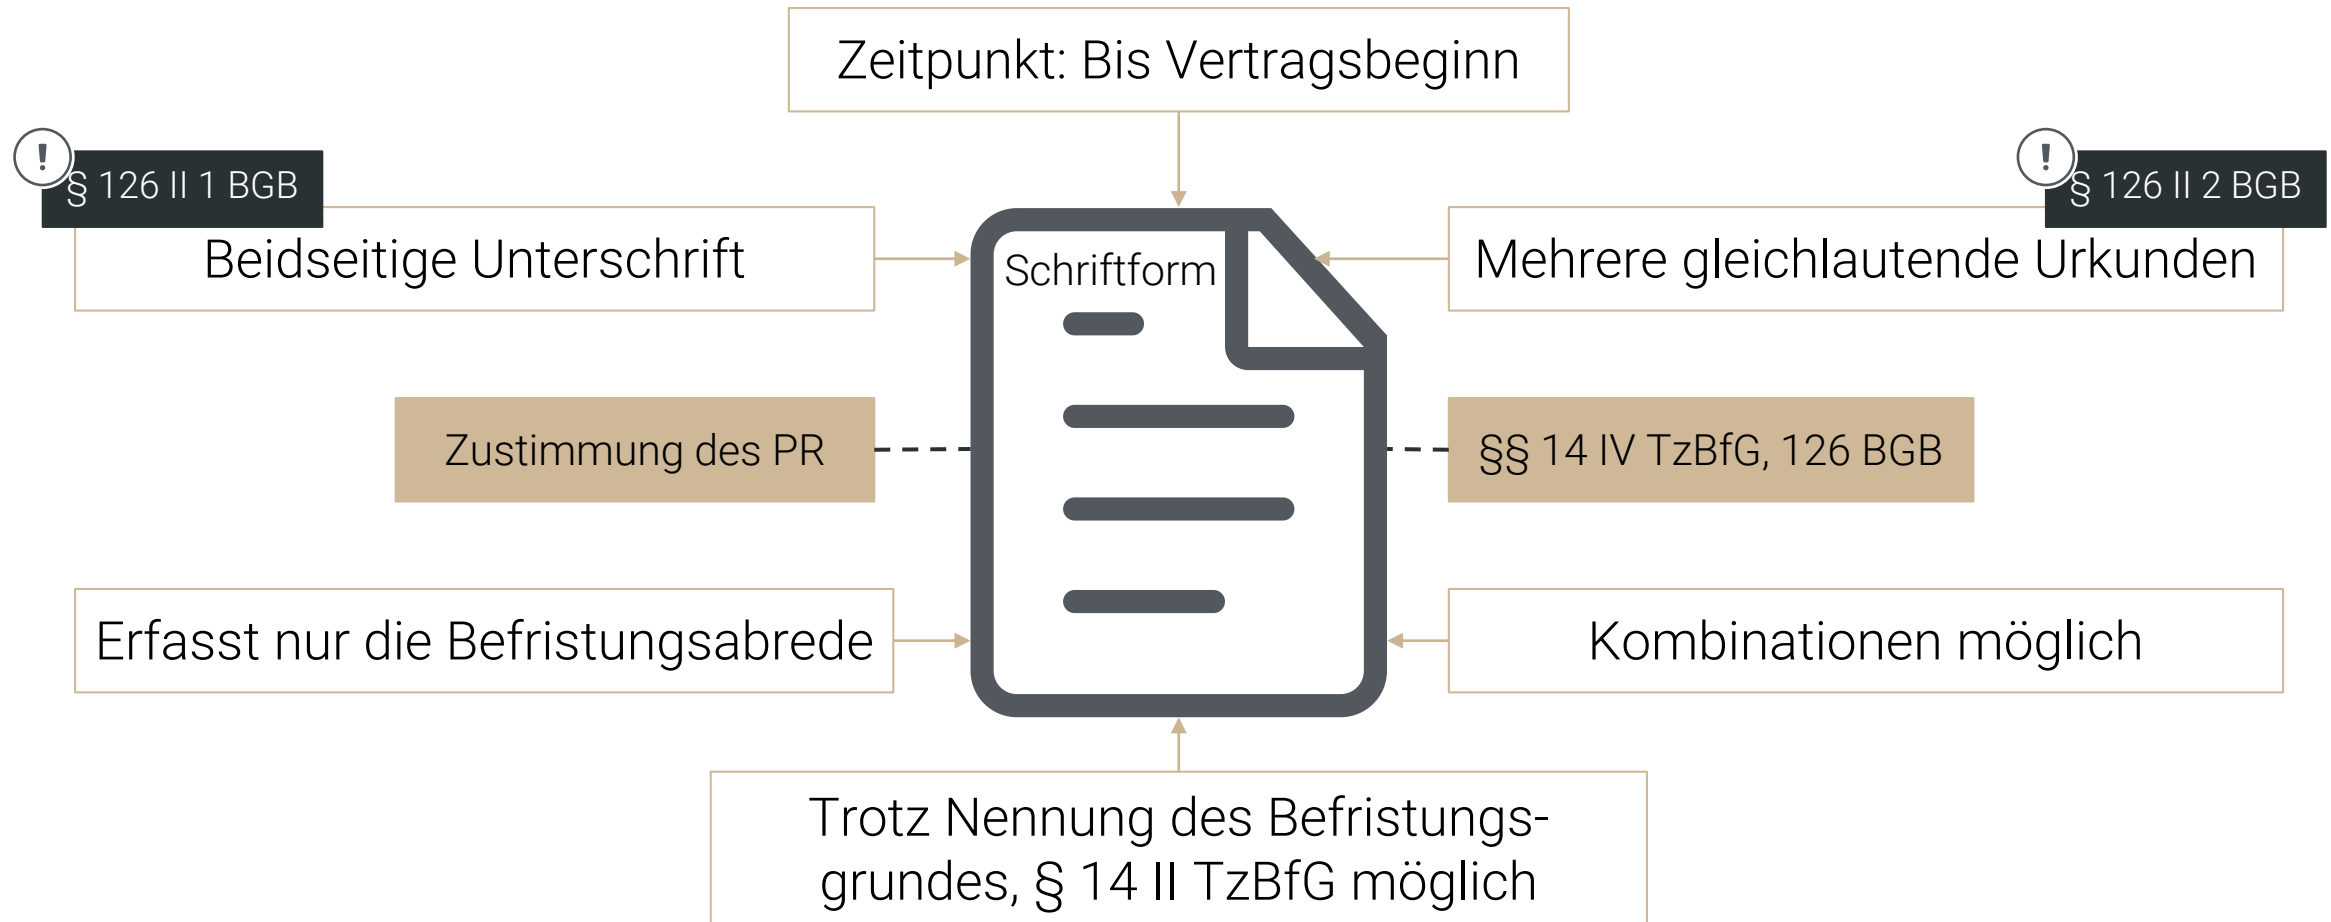 Zeitpunkt: Bis Vertragsbeginn
!
§ 126 II 1 BGB
Beidseitige Unterschrift
!
§ 126 II 2 BGB
Mehrere gleichlautende Urkunden
Schriftform
Zustimmung des PR
§§ 14 IV TzBfG, 126 BGB
Erfasst nur die Befristungsabrede
Kombinationen möglich
Trotz Nennung des Befristungs-
grundes, § 14 II TzBfG möglich